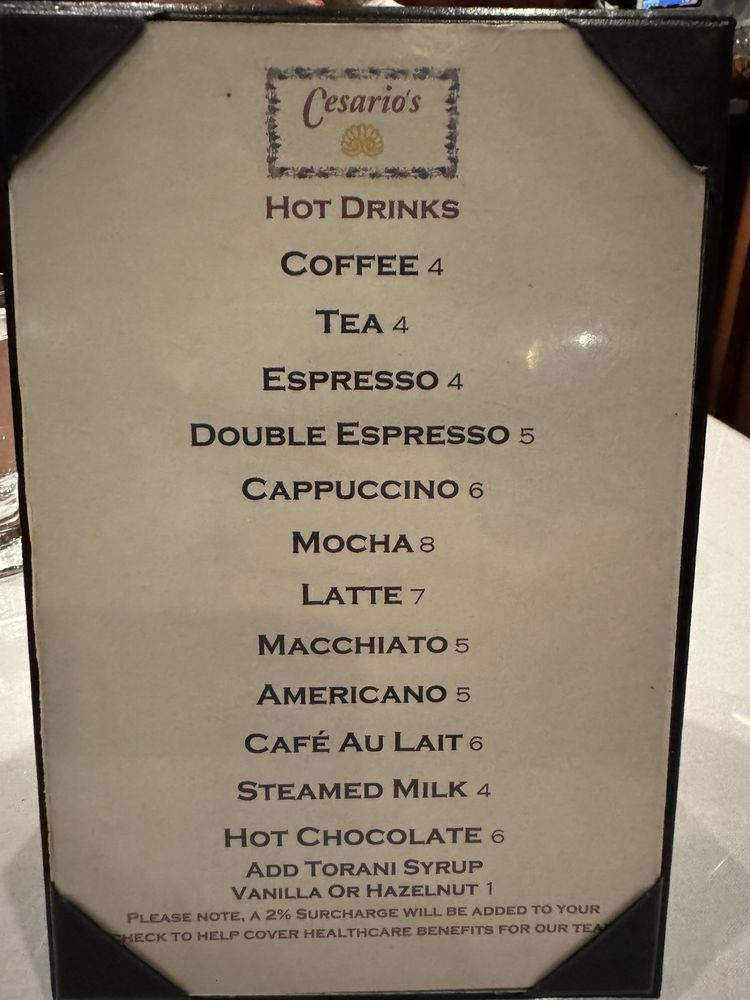 Cesario's
HOT DRINKS
COFFEE 4
TEA 4
ESPRESSO 4
DOUBLE ESPRESSO 5
CAPPUCCINO 6
MOCHA 8
LATTE 7
MACCHIATO 5
AMERICANO 5
CAFÉ AU LAIT 6
STEAMED MILK 4
HOT CHOCOLATE 6
ADD TORANI SYRUP
VANILLA OR HAZELNUT 1
PLEASE NOTE, A 2% SURCHARGE WILL BE ADDED TO YOUR
CHECK TO HELP COVER HEALTHCARE BENEFITS FOR OUR TEA